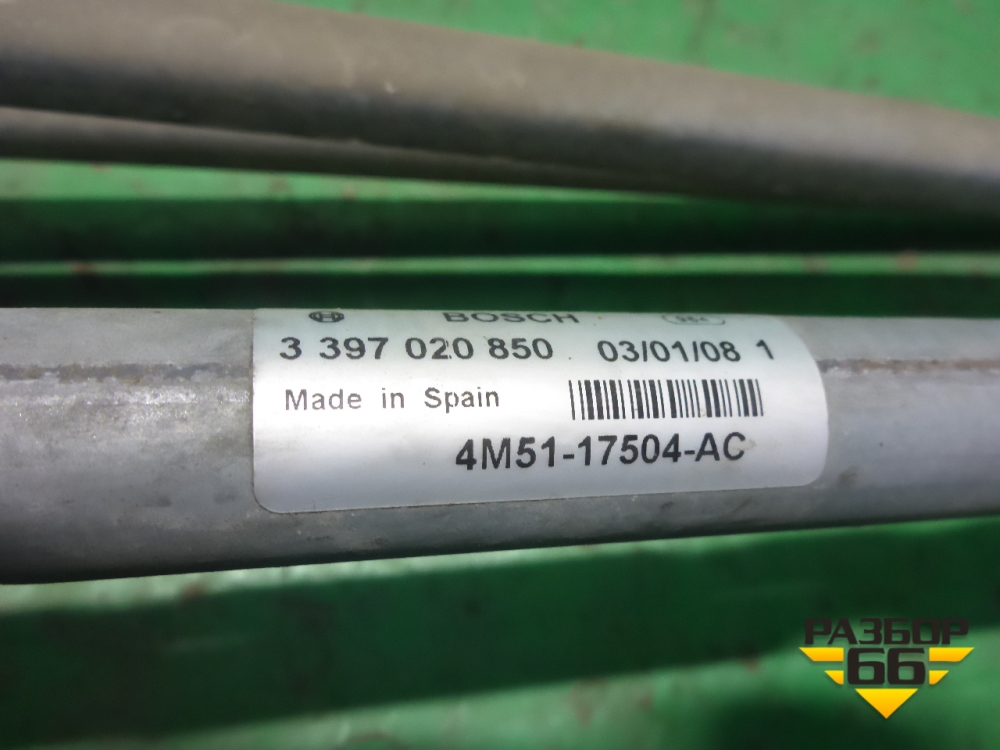 BOSCH
3 397 020 850 03/01/08 1
Made in Spain
4M51-17504-AC
РАЗБОР
66